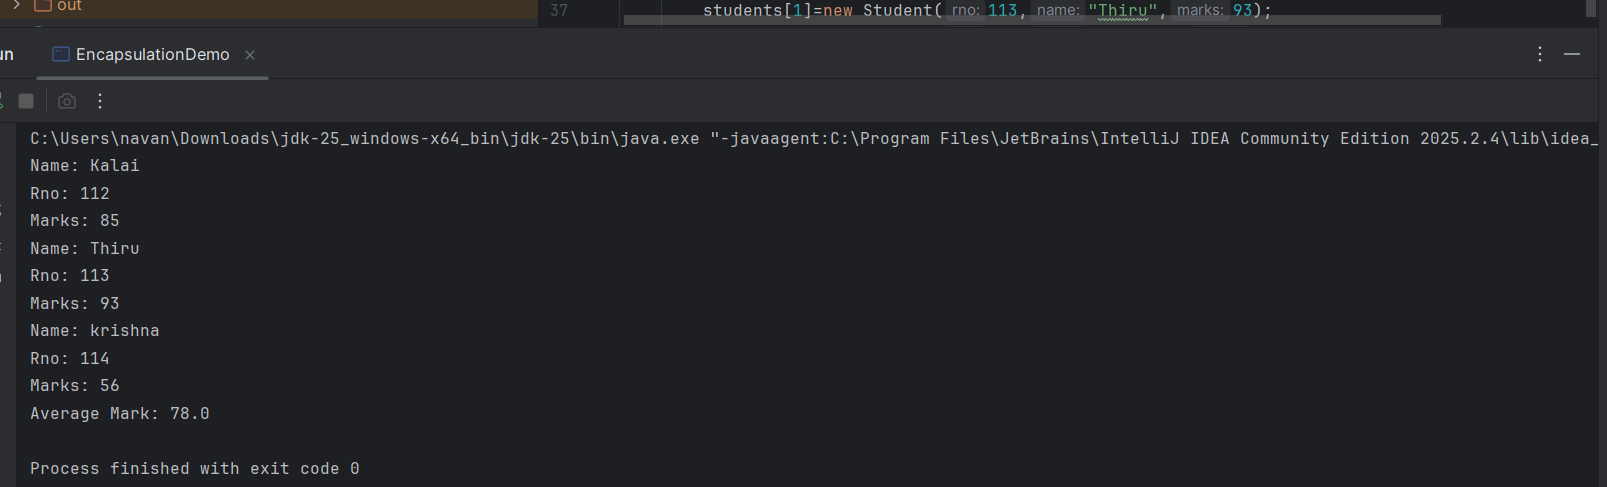 out
37 students[1]=new Student( rno: 113, name: "Thiru", marks: 93);
un EncapsulationDemo
C:\Users\navan\Downloads\jdk-25_windows-x64_bin\jdk-25\bin\java.exe "-javaagent:C:\Program Files\JetBrains\IntelliJ IDEA Community Edition 2025.2.4\lib\idea_
Name: Kalai
Rno: 112
Marks: 85
Name: Thiru
Rno: 113
Marks: 93
Name: krishna
Rno: 114
Marks: 56
Average Mark: 78.0
Process finished with exit code 0